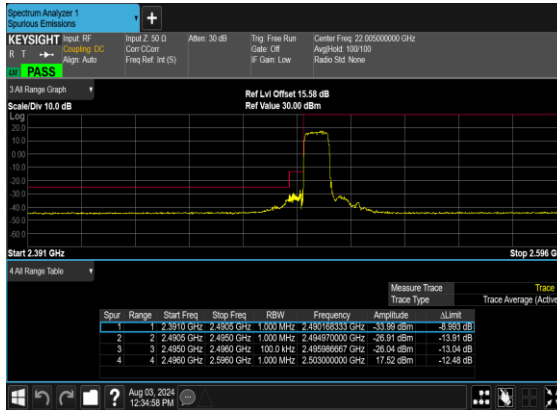 Spectrum Analyzer 1
Spurious Emissions
KEYSIGHT Input: RF Input Z: 50 Ω Atten: 30 dB Trig: Free Run Center Freq: 22.005000000 GHz
R T Coupling: DC Corr CCorr Gate: Off Avg|Hold: 100/100
Align: Auto Freq Ref: Int (S) IF Gain: Low Radio Std: None
PASS
3 All Range Graph
Ref Lvl Offset 15.58 dB
Scale/Div 10.0 dB Ref Value 30.00 dBm
Log
20.0
10.0
0.00
-10.0
-20.0
-30.0
-40.0
-50.0
-60.0
Start 2.391 GHz Stop 2.596 G
4 All Range Table
Measure Trace Trace
Trace Type Trace Average (Active
Spur Range Start Freq Stop Freq RBW Frequency Amplitude ΔLimit
1 1 2.3910 GHz 2.4905 GHz 1.000 MHz 2.490168333 GHz -33.99 dBm -8.993 dB
2 2 2.4905 GHz 2.4950 GHz 1.000 MHz 2.494970000 GHz -26.91 dBm -13.91 dB
3 3 2.4950 GHz 2.4960 GHz 100.0 kHz 2.495986667 GHz -26.04 dBm -13.04 dB
4 4 2.4960 GHz 2.5960 GHz 1.000 MHz 2.503000000 GHz 17.52 dBm -12.48 dB
Aug 03, 2024
12:34:58 PM